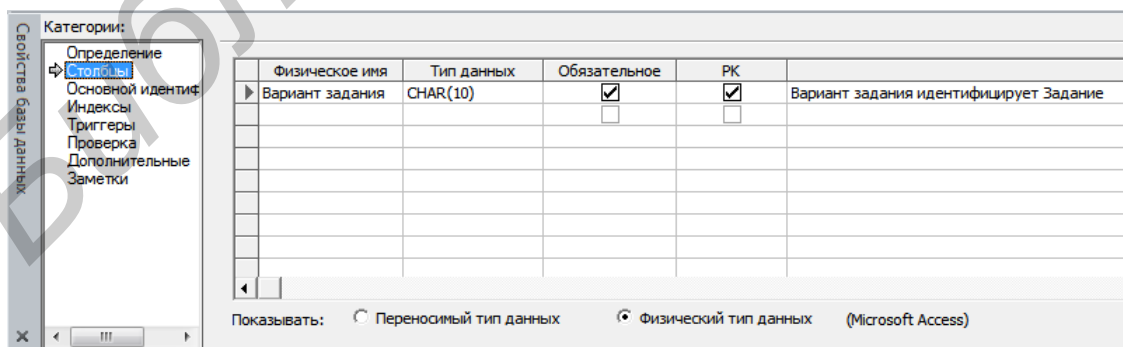 Свойства базы данных
Категории:
Определение
Столбцы
Основной идентиф
Индексы
Триггеры
Проверка
Дополнительные
Заметки
Физическое имя Тип данных Обязательное PK
Вариант задания CHAR(10) Вариант задания идентифицирует Задание
Показывать: Переносимый тип данных Физический тип данных (Microsoft Access)